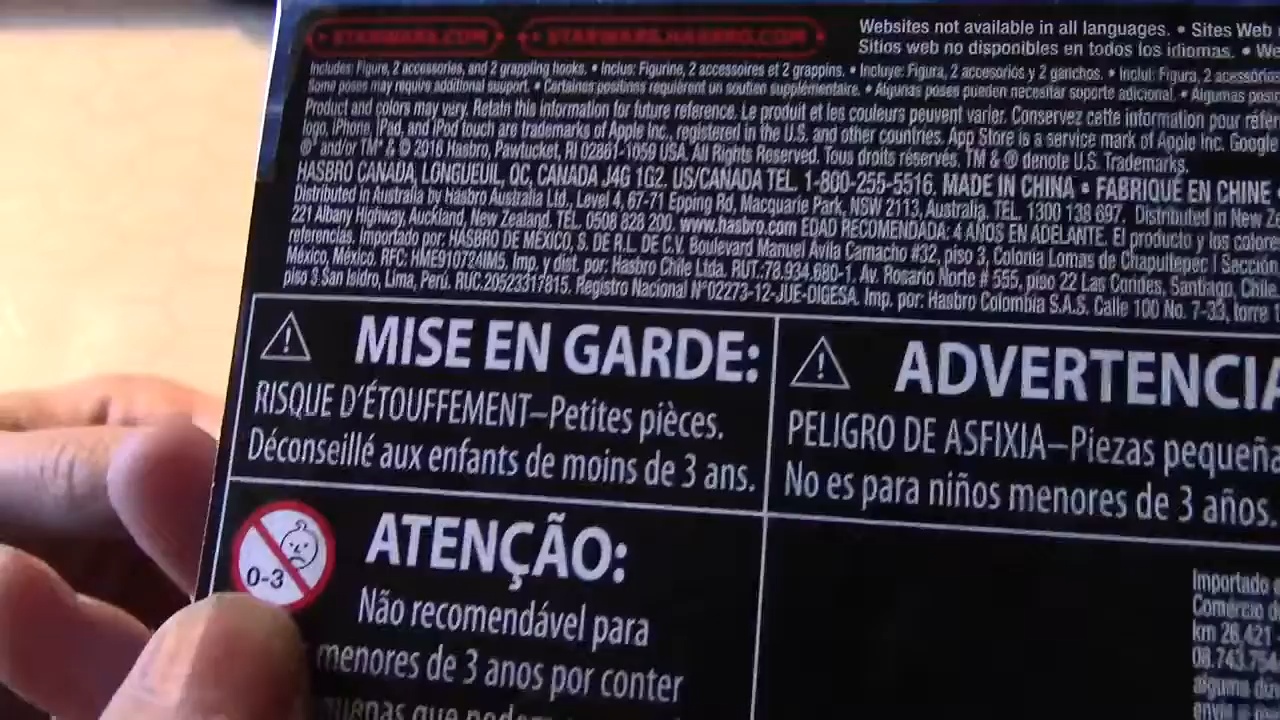 STARWARS.COM STARWARS.HASBRO.COM
Websites not available in all languages. • Sites Web
Sitios web no disponibles en todos los idiomas. •
Includes: Figure, 2 accessories, and 2 grappling hooks. • Inclus: Figurine, 2 accessoires et 2 grappins. • Incluye: Figura, 2 accesorios y 2 ganchos. • Inclui: Figura, 2 acessórios
Some poses may require additional support. • Certaines positions requièrent un soutien supplémentaire. • Algunas poses pueden necesitar soporte adicional. • Algumas
Product and colors may vary. Retain this information for future reference. Le produit et les couleurs peuvent varier. Conservez cette information pour
logo, iPhone, iPad, and iPod touch are trademarks of Apple Inc., registered in the U.S. and other countries. App Store is a service mark of Apple Inc. Google
®* and/or TM* & © 2016 Hasbro, Pawtucket, RI 02861-1059 USA. All Rights Reserved. Tous droits réservés. TM & ® denote U.S. Trademarks.
HASBRO CANADA, LONGUEUIL, QC, CANADA J4G 1G2. US/CANADA TEL. 1-800-255-5516. MADE IN CHINA • FABRIQUÉ EN CHINE
Distributed in Australia by Hasbro Australia Ltd., Level 4, 67-71 Epping Rd, Macquarie Park, NSW 2113, Australia. TEL. 1300 138 697. Distributed in New
221 Albany Highway, Auckland, New Zealand. TEL. 0508 828 200. www.hasbro.com EDAD RECOMENDADA: 4 AÑOS EN ADELANTE. El producto y los
referencias. Importado por: HASBRO DE MEXICO, S. DE R.L. DE C.V. Boulevard Manuel Ávila Camacho #32, piso 3, Colonia Lomas de Chapultepec I Sección
México, México. RFC: HME910724IM5. Imp. y dist. por: Hasbro Chile Ltda. RUT:78.934.680-1. Av. Rosario Norte # 555, piso 22 Las Condes, Santiago, Chile
piso 3 San Isidro, Lima, Perú. RUC.20523317815. Registro Nacional N°02273-12-JUE-DIGESA. Imp. por: Hasbro Colombia S.A.S. Calle 100 No. 7-33, torre
MISE EN GARDE:
RISQUE D'ÉTOUFFEMENT–Petites pièces.
Déconseillé aux enfants de moins de 3 ans.
ADVERTENCIA
PELIGRO DE ASFIXIA–Piezas pequeña
No es para niños menores de 3 años.
0-3
ATENÇÃO:
Não recomendável para
menores de 3 anos por conter
Importado
Comércio d
km 26,421
08.743.754
alguma
envie